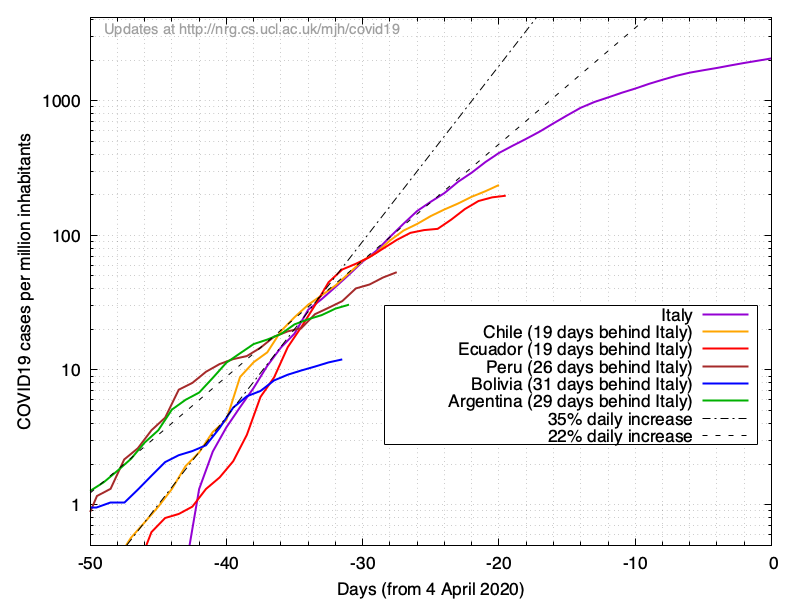 Updates at http://nrg.cs.ucl.ac.uk/mjh/covid19
COVID19 cases per million inhabitants
1000
100
10
1
Italy
Chile (19 days behind Italy)
Ecuador (19 days behind Italy)
Peru (26 days behind Italy)
Bolivia (31 days behind Italy)
Argentina (29 days behind Italy)
35% daily increase
22% daily increase
-50 -40 -30 -20 -10 0
Days (from 4 April 2020)